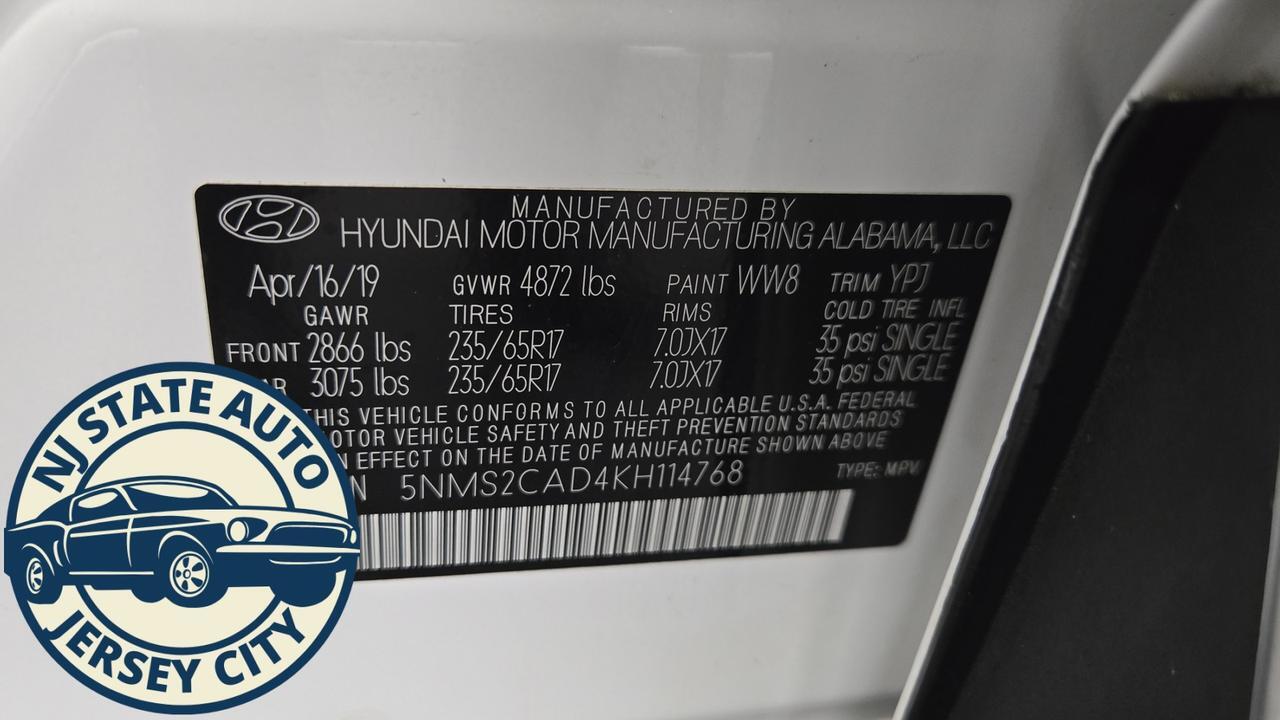 MANUFACTURED BY
HYUNDAI MOTOR MANUFACTURING ALABAMA, LLC
Apr/16/19 GVWR 4872 lbs PAINT WW8 TRIM YPJ
GAWR TIRES RIMS COLD TIRE INFL
FRONT 2866 lbs 235/65R17 7.0JX17 35 psi SINGLE
AR 3075 lbs 235/65R17 7.0JX17 35 psi SINGLE
THIS VEHICLE CONFORMS TO ALL APPLICABLE U.S.A. FEDERAL
OTOR VEHICLE SAFETY AND THEFT PREVENTION STANDARDS
N EFFECT ON THE DATE OF MANUFACTURE SHOWN ABOVE
N 5NMS2CAD4KH114768 TYPE: MPV
NJ STATE AUTO
JERSEY CITY